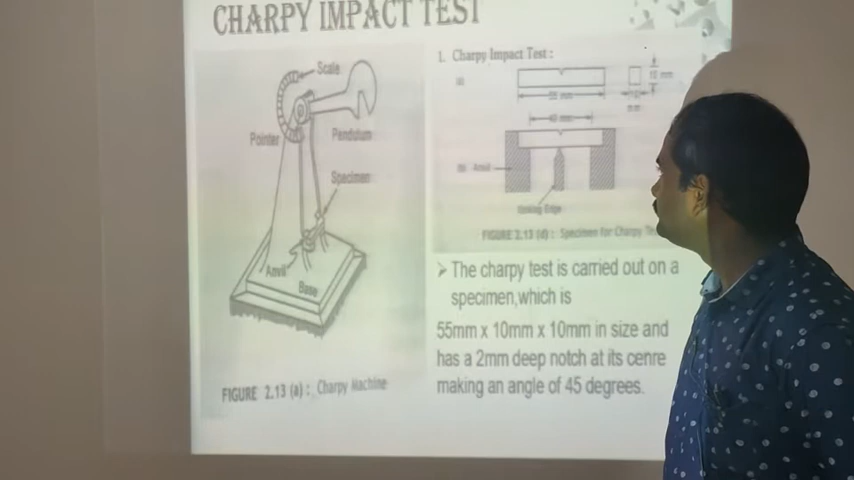 CHARPY IMPACT TEST
Scale
Pointer
Pendulum
Specimen
Anvil
Base
FIGURE 2.13 (a) : Charpy Machine
1. Charpy Impact Test :
55 mm
10 mm
mm
40 mm
Anvil
Striking Edge
FIGURE 2.13 (d) : Specimen for Charpy
➢ The charpy test is carried out on a
specimen,which is
55mm x 10mm x 10mm in size and
has a 2mm deep notch at its cenre
making an angle of 45 degrees.